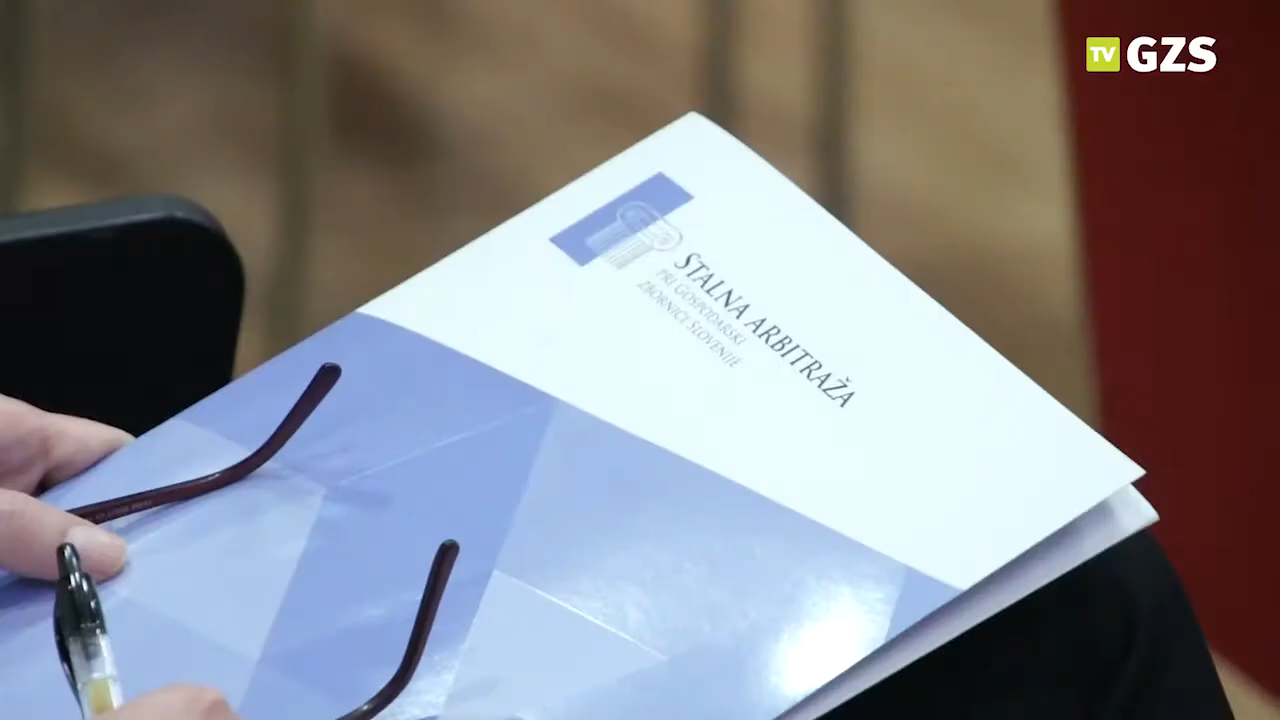 TV GZS
STALNA ARBITRAŽA
PRI GOSPODARSKI
ZBORNICI SLOVENIJE